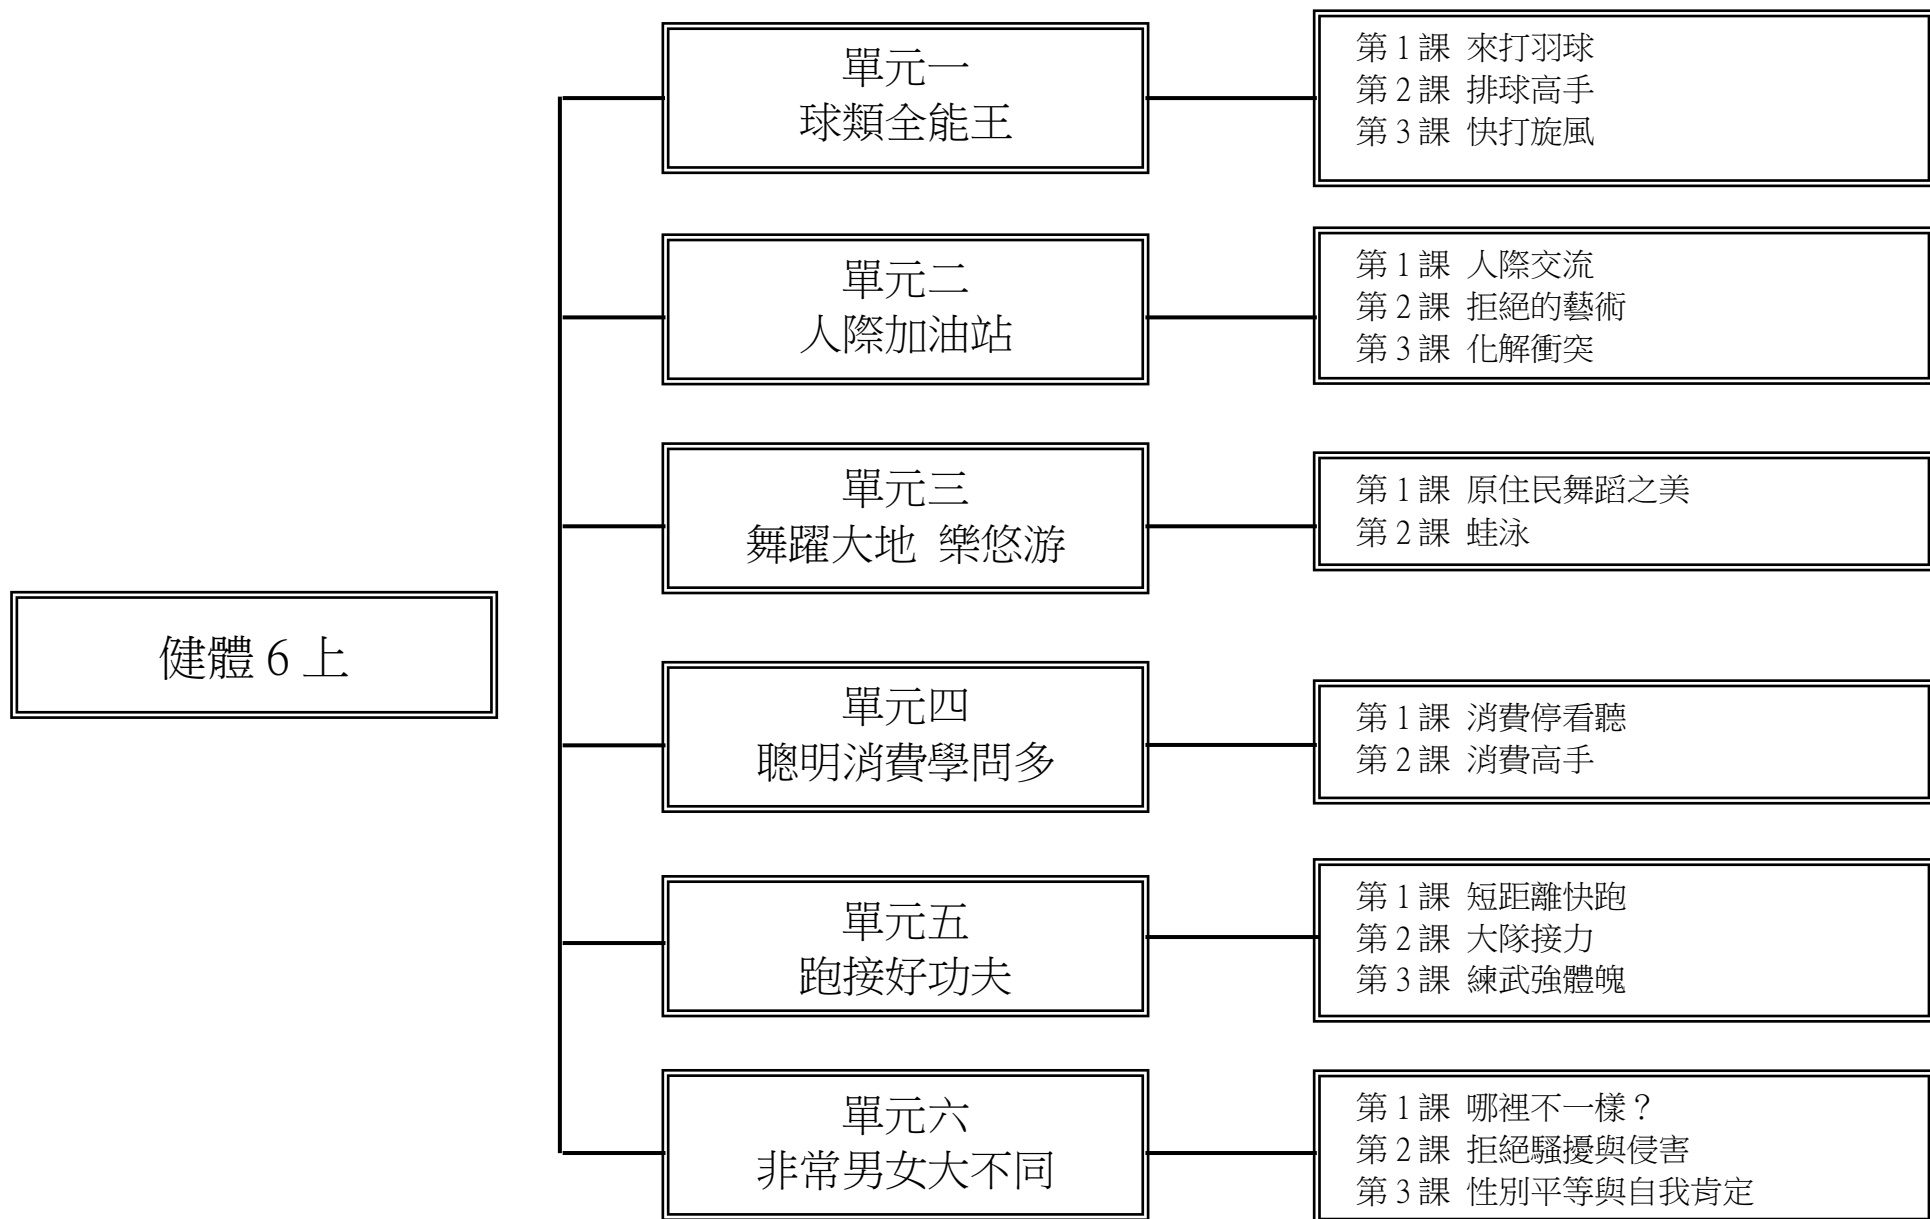 健體6上
單元一
球類全能王
第1課 來打羽球
第2課 排球高手
第3課 快打旋風
單元二
人際加油站
第1課 人際交流
第2課 拒絕的藝術
第3課 化解衝突
單元三
舞躍大地 樂悠游
第1課 原住民舞蹈之美
第2課 蛙泳
單元四
聰明消費學問多
第1課 消費停看聽
第2課 消費高手
單元五
跑接好功夫
第1課 短距離快跑
第2課 大隊接力
第3課 練武強體魄
單元六
非常男女大不同
第1課 哪裡不一樣？
第2課 拒絕騷擾與侵害
第3課 性別平等與自我肯定